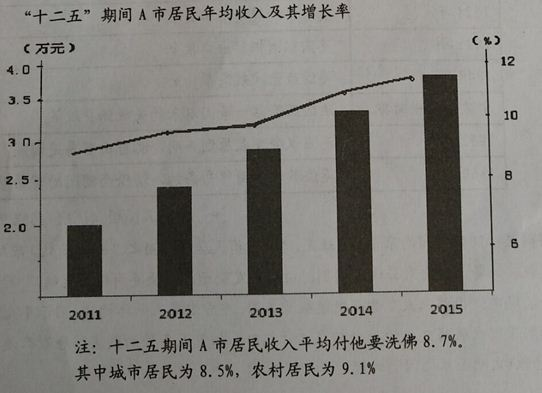 “十二五”期间A市居民年均收入及其增长率
(万元) (%)
4.0 12
3.5
10
3.0
2.5 8
2.0
6
2011 2012 2013 2014 2015
注：十二五期间A市居民收入平均付他要洗佛8.7%。
其中城市居民为8.5%，农村居民为9.1%